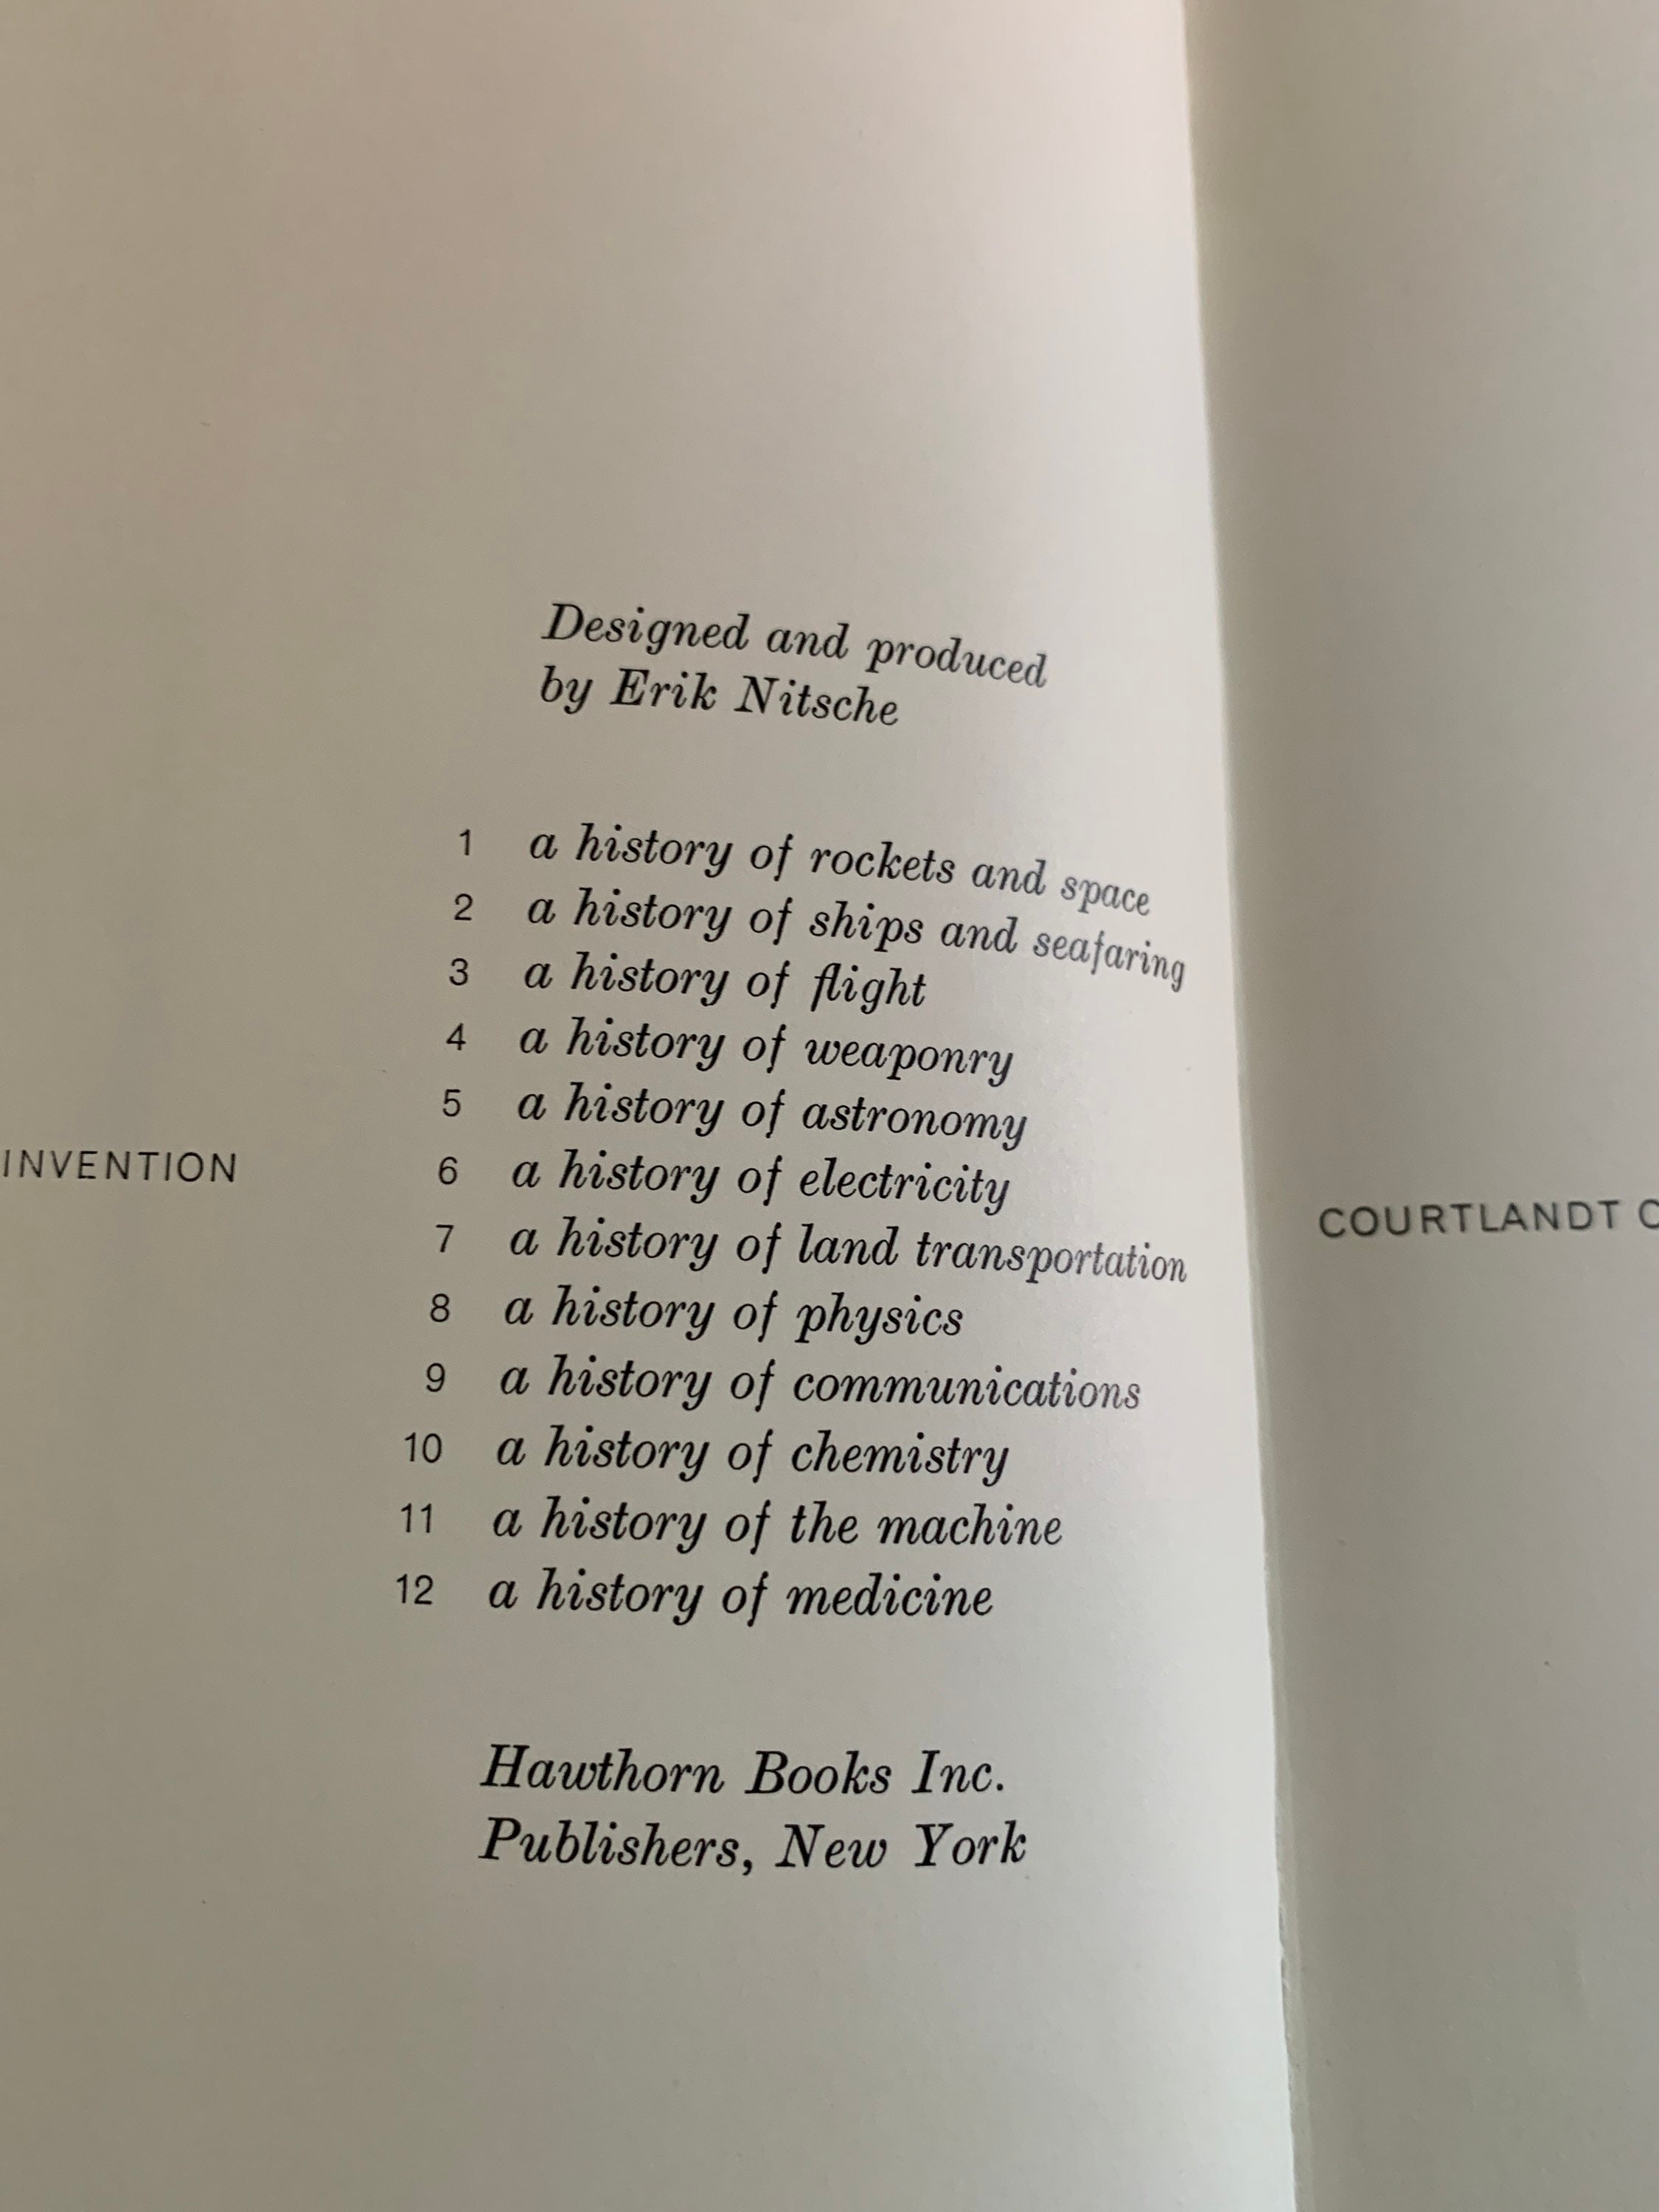 Designed and produced
by Erik Nitsche
1 a history of rockets and space
2 a history of ships and seafaring
3 a history of flight
4 a history of weaponry
5 a history of astronomy
6 a history of electricity
7 a history of land transportation
8 a history of physics
9 a history of communications
10 a history of chemistry
11 a history of the machine
12 a history of medicine
INVENTION
Hawthorn Books Inc.
Publishers, New York
COURTLANDT C